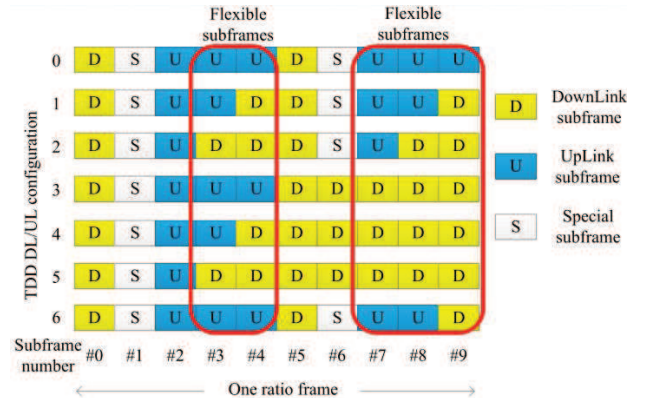 Flexible
subframes
Flexible
subframes
0 D S U U U D S U U U
1 D S U U D D S U U D
2 D S U D D D S U D D
3 D S U U U D D D D D
4 D S U U D D D D D D
5 D S U D D D D D D D
6 D S U U U D S U U D
TDD DL/UL configuration
D DownLink
subframe
U UpLink
subframe
S Special
subframe
Subframe
number #0 #1 #2 #3 #4 #5 #6 #7 #8 #9
One ratio frame